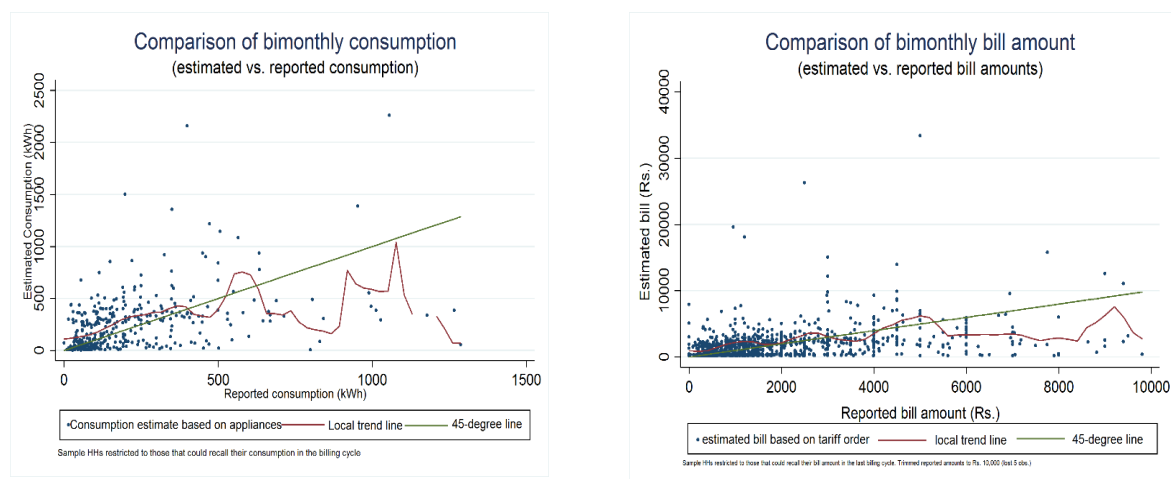 Comparison of bimonthly consumption
(estimated vs. reported consumption)
Estimated Consumption (kWh)
2500
2000
1500
1000
500
0
0
500
1000
1500
Reported consumption (kWh)
Consumption estimate based on appliances
Local trend line
45-degree line
Sample HHs restricted to those that could recall their consumption in the billing cycle
Comparison of bimonthly bill amount
(estimated vs. reported bill amounts)
Estimated bill (Rs.)
40000
30000
20000
10000
0
0
2000
4000
6000
8000
10000
Reported bill amount (Rs.)
estimated bill based on tariff order
local trend line
45-degree line
Sample HHs restricted to those that could recall their bill amount in the last billing cycle. Trimmed reported amounts to Rs. 10,000 (lost 5 obs.)